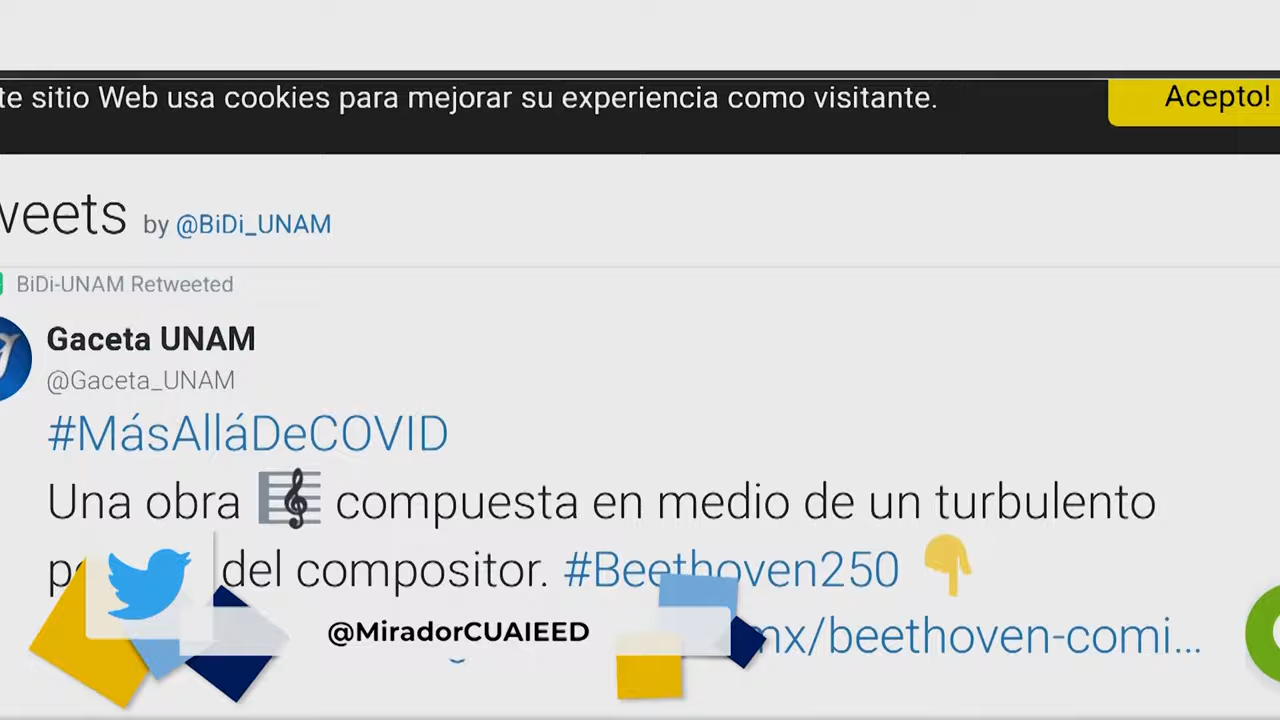 te sitio Web usa cookies para mejorar su experiencia como visitante.
Acepto!
weets by @BiDi_UNAM
BiDi-UNAM Retweeted
Gaceta UNAM
@Gaceta_UNAM
#MásAlláDeCOVID
Una obra 🎼 compuesta en medio de un turbulento
del compositor. #Beethoven250 👇
mx/beethoven-comi...
@MiradorCUAIEED